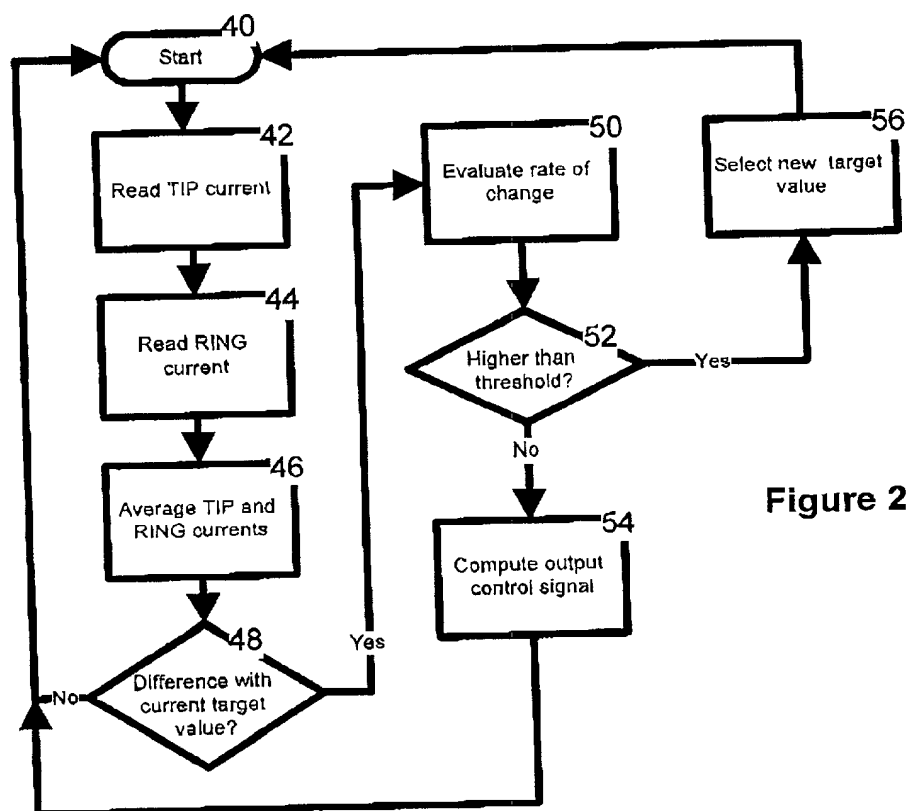 40
Start
42
Read TIP current
44
Read RING
current
46
Average TIP and
RING currents
48
Difference with
current target
value?
No
Yes
50
Evaluate rate of
change
52
Higher than
threshold?
Yes
No
54
Compute output
control signal
56
Select new target
value
Figure 2